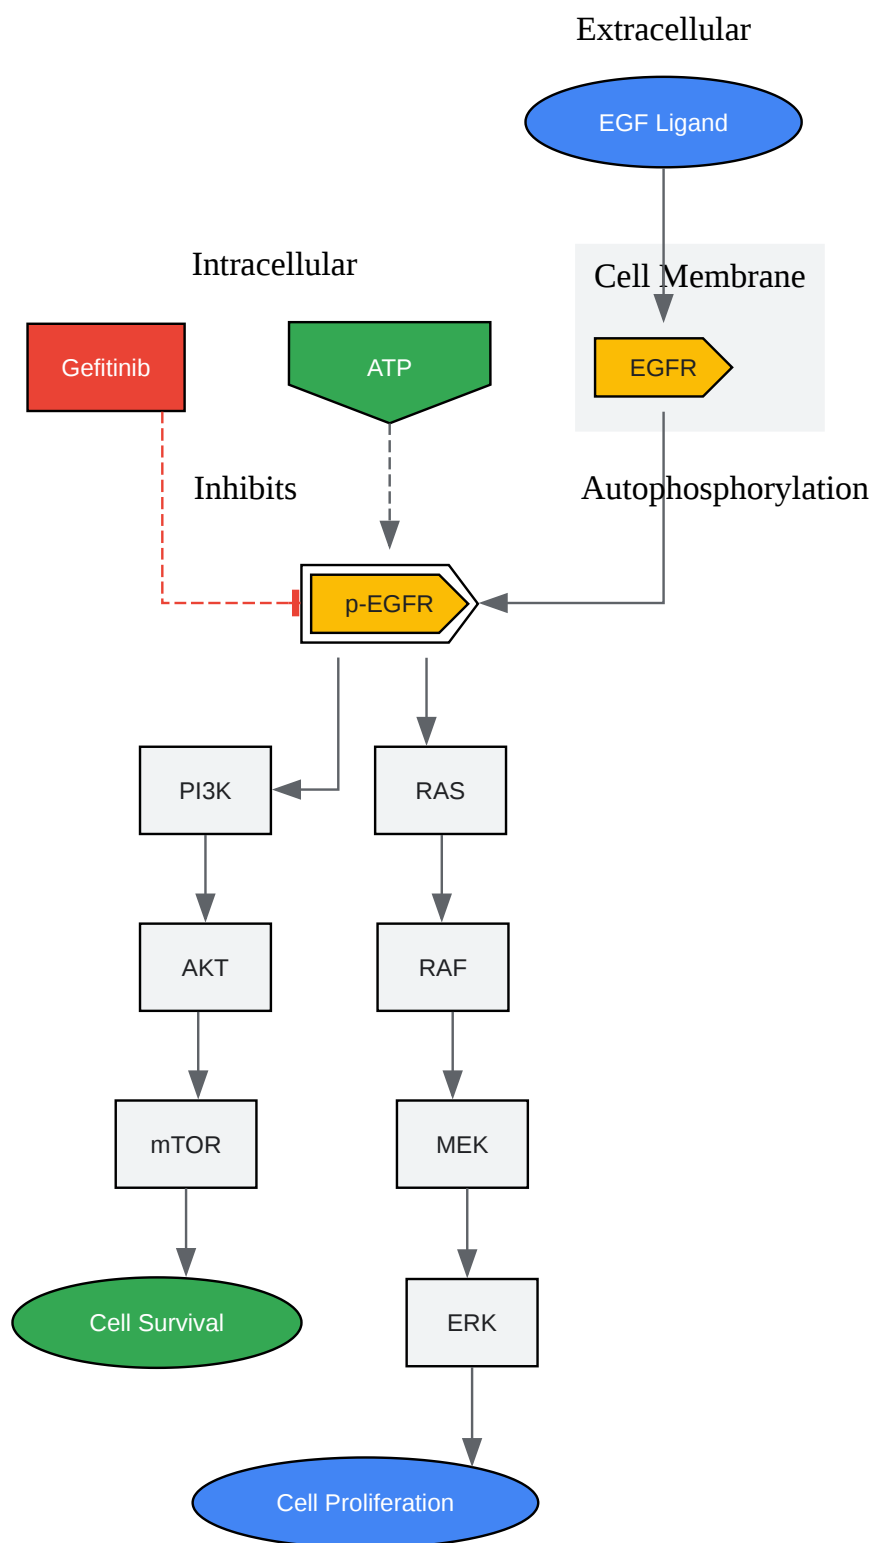 Extracellular
EGF Ligand
Intracellular
Cell Membrane
Gefitinib
ATP
EGFR
Inhibits
Autophosphorylation
p-EGFR
PI3K
RAS
AKT
RAF
mTOR
MEK
Cell Survival
ERK
Cell Proliferation